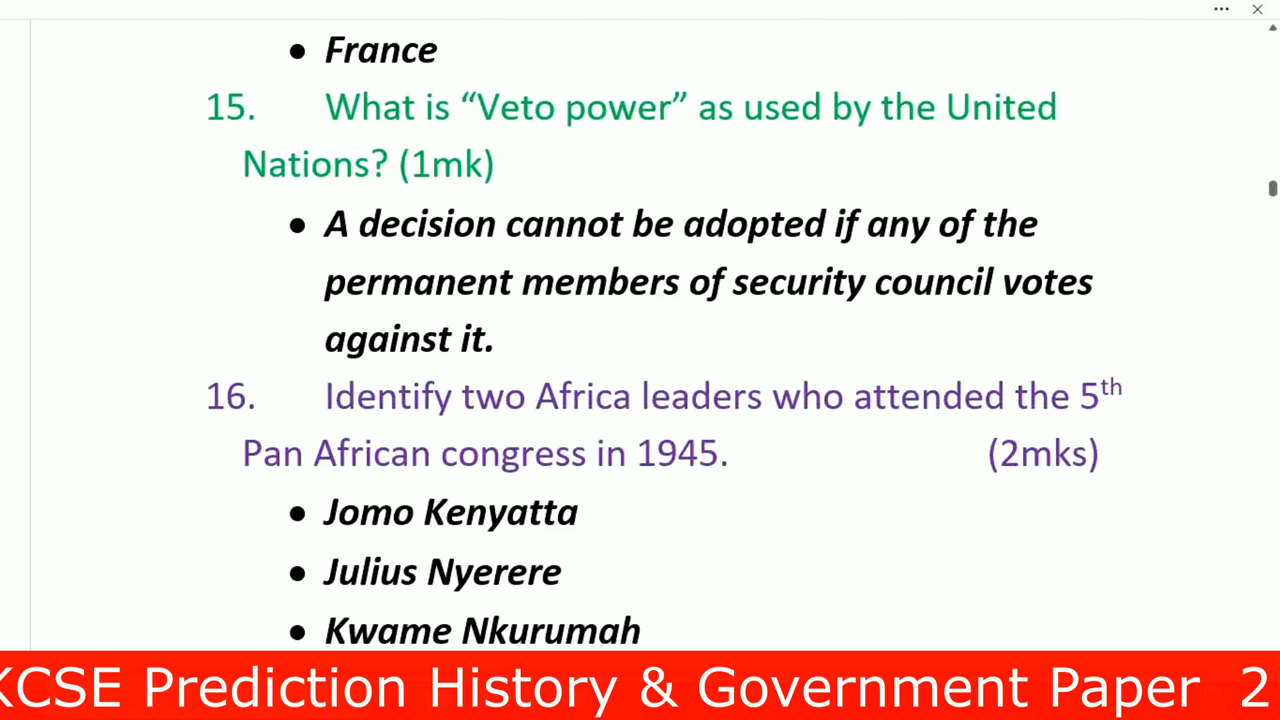 • France
15. What is “Veto power” as used by the United
Nations? (1mk)
• A decision cannot be adopted if any of the
permanent members of security council votes
against it.
16. Identify two Africa leaders who attended the 5th
Pan African congress in 1945. (2mks)
• Jomo Kenyatta
• Julius Nyerere
• Kwame Nkurumah
KCSE Prediction History & Government Paper 2